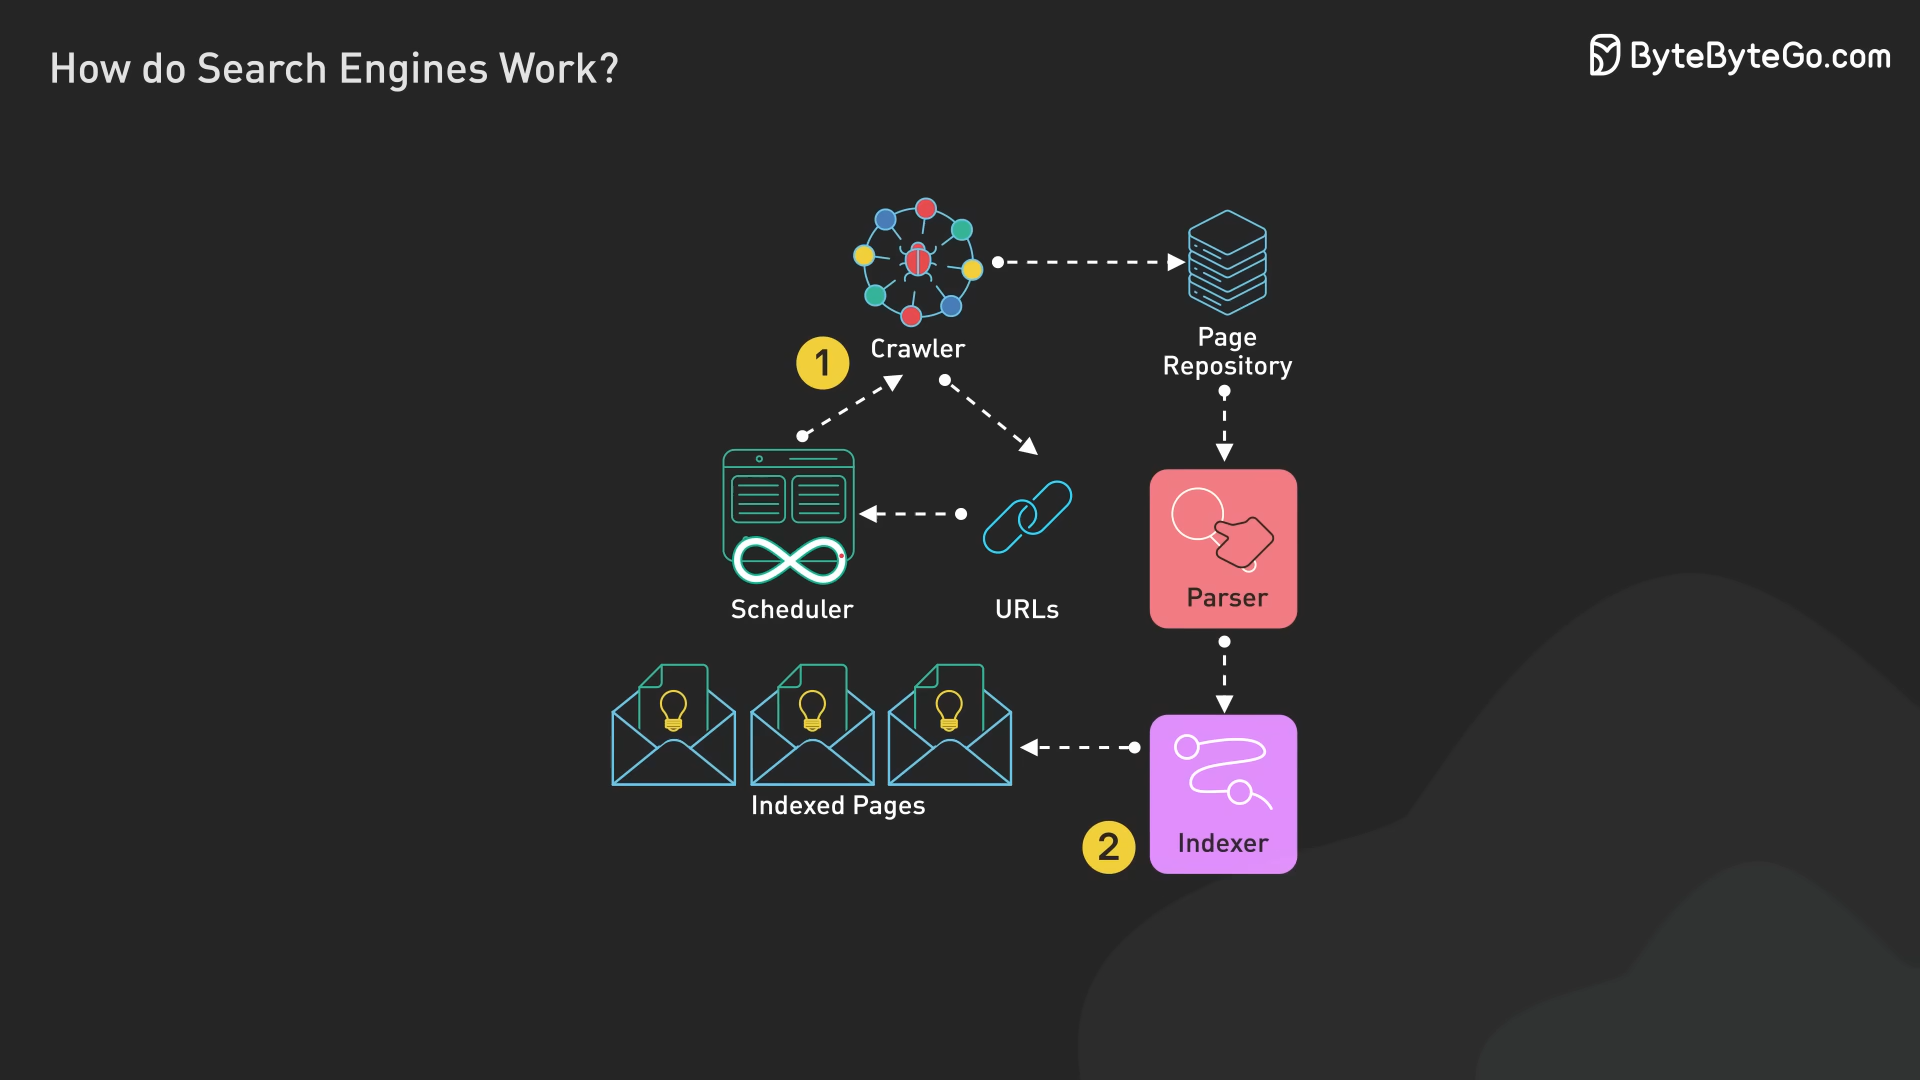 How do Search Engines Work?
ByteByteGo.com
1
Crawler
Page
Repository
Scheduler
URLs
Parser
Indexed Pages
2
Indexer